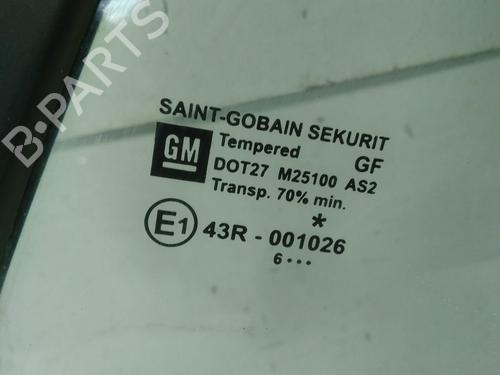 B-PARTS
SAINT-GOBAIN SEKURIT
GM
Tempered GF
DOT27 M25100 AS2
Transp. 70% min.
*
E1 43R - 001026
6•••